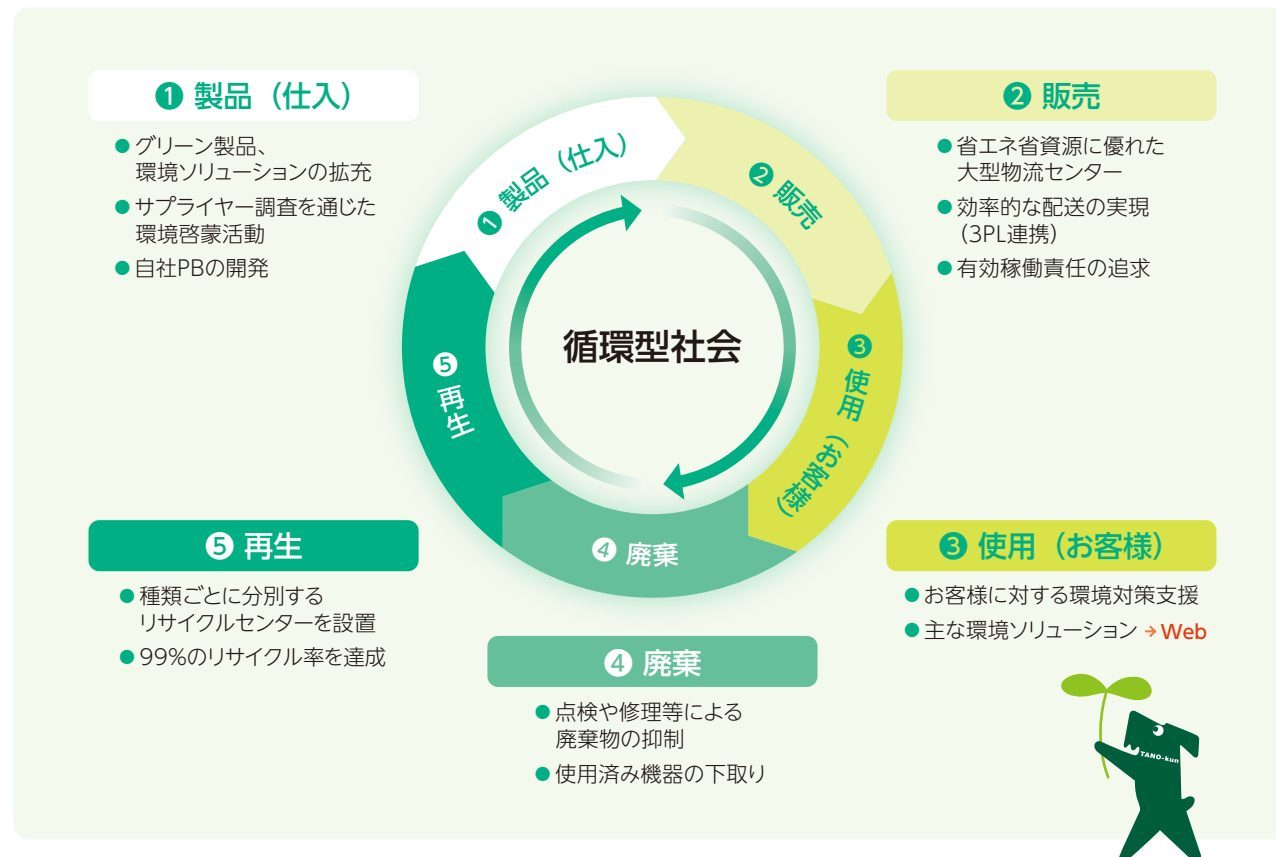 ❶ 製品（仕入）
● グリーン製品、
環境ソリューションの拡充
● サプライヤー調査を通じた
環境啓蒙活動
● 自社PBの開発
❷ 販売
● 省エネ省資源に優れた
大型物流センター
● 効率的な配送の実現
（3PL連携）
● 有効稼働責任の追求
❶ 製品（仕入）
❷ 販売
❸ 使用（お客様）
❹ 廃棄
❺ 再生
循環型社会
❸ 使用（お客様）
● お客様に対する環境対策支援
● 主な環境ソリューション → Web
❹ 廃棄
● 点検や修理等による
廃棄物の抑制
● 使用済み機器の下取り
❺ 再生
● 種類ごとに分別する
リサイクルセンターを設置
● 99%のリサイクル率を達成
TANO-kun